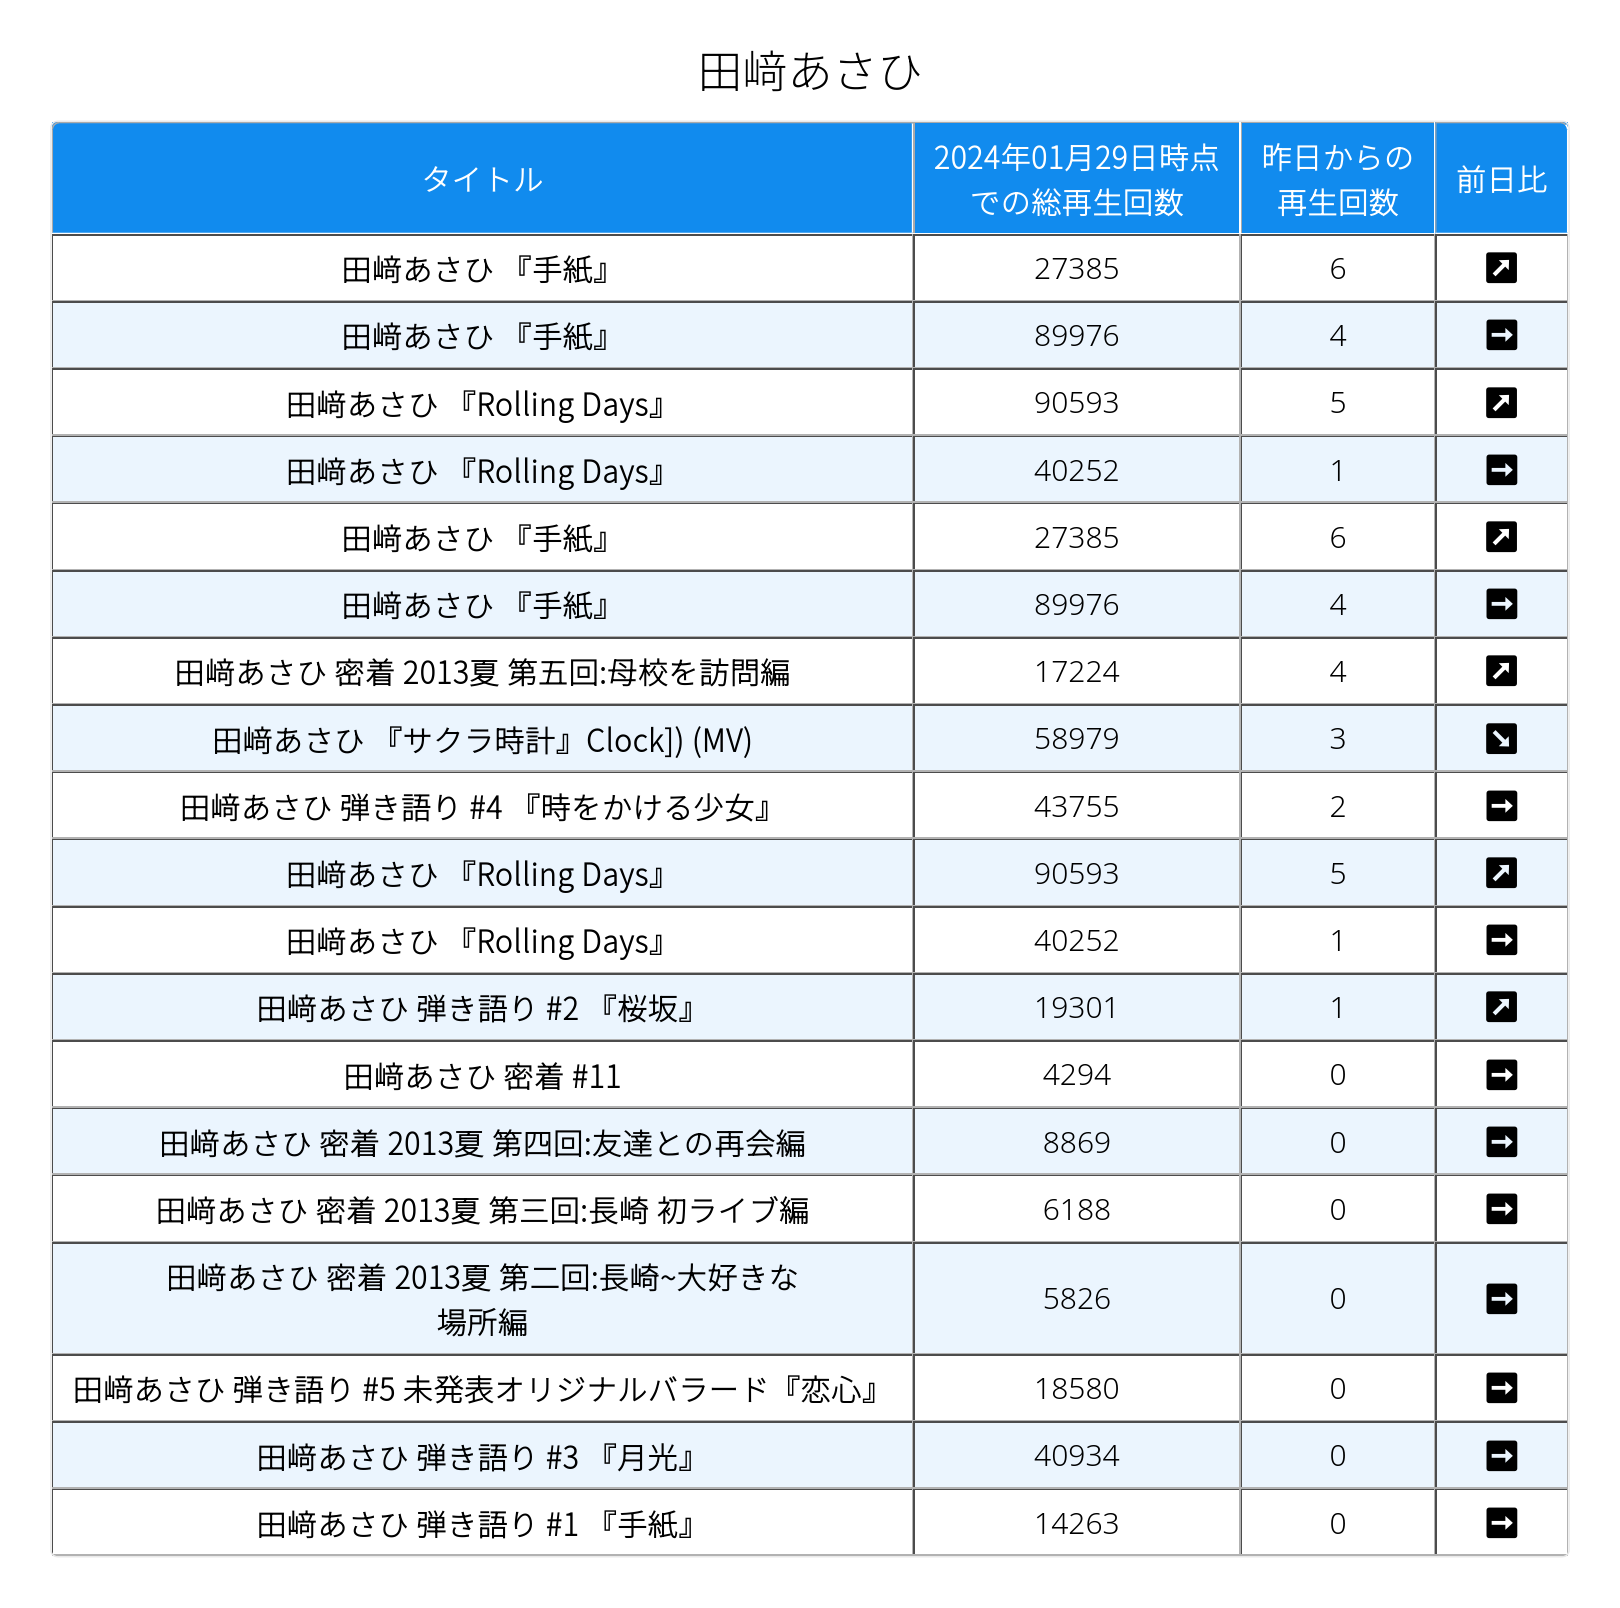 田﨑あさひ
タイトル
2024年01月29日時点
での総再生回数
昨日からの
再生回数
前日比
田﨑あさひ 『手紙』 27385 6 ↗
田﨑あさひ 『手紙』 89976 4 →
田﨑あさひ 『Rolling Days』 90593 5 ↗
田﨑あさひ 『Rolling Days』 40252 1 →
田﨑あさひ 『手紙』 27385 6 ↗
田﨑あさひ 『手紙』 89976 4 →
田﨑あさひ 密着 2013夏 第五回:母校を訪問編 17224 4 ↗
田﨑あさひ 『サクラ時計』Clock]) (MV) 58979 3 ↘
田﨑あさひ 弾き語り #4 『時をかける少女』 43755 2 →
田﨑あさひ 『Rolling Days』 90593 5 ↗
田﨑あさひ 『Rolling Days』 40252 1 →
田﨑あさひ 弾き語り #2 『桜坂』 19301 1 ↗
田﨑あさひ 密着 #11 4294 0 →
田﨑あさひ 密着 2013夏 第四回:友達との再会編 8869 0 →
田﨑あさひ 密着 2013夏 第三回:長崎 初ライブ編 6188 0 →
田﨑あさひ 密着 2013夏 第二回:長崎~大好きな
場所編 5826 0 →
田﨑あさひ 弾き語り #5 未発表オリジナルバラード『恋心』 18580 0 →
田﨑あさひ 弾き語り #3 『月光』 40934 0 →
田﨑あさひ 弾き語り #1 『手紙』 14263 0 →